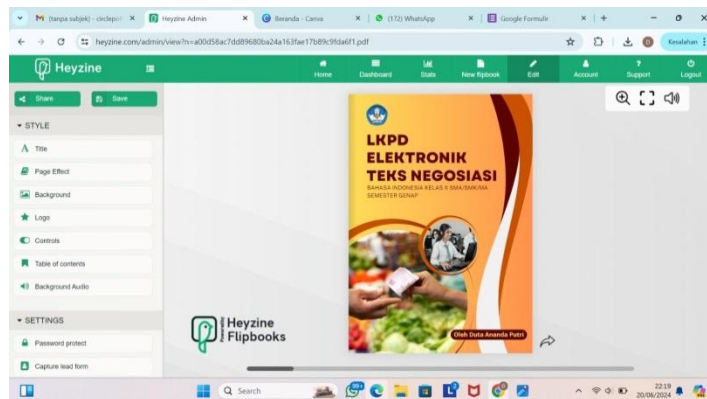 M (tanpa subjek) - circlepo
Heyzine Admin
Beranda - Canva
(172) WhatsApp
Google Formulir
heyzine.com/admin/view?n=a00d58ac7dd89680ba24a163fae17b89c9fda6f1.pdf
Kesalahan
Heyzine
Home
Dashboard
Stats
New flipbook
Edit
Account
Support
Logout
Share
Save
STYLE
Title
Page Effect
Background
Logo
Controls
Table of contents
Background Audio
SETTINGS
Password protect
Capture lead form
LKPD
ELEKTRONIK
TEKS NEGOSIASI
BAHASA INDONESIA KELAS X SMA/SMK/MA
SEMESTER GENAP
Oleh Duta Ananda Putri
Heyzine
Flipbooks
Search
99+
22:19
20/06/2024